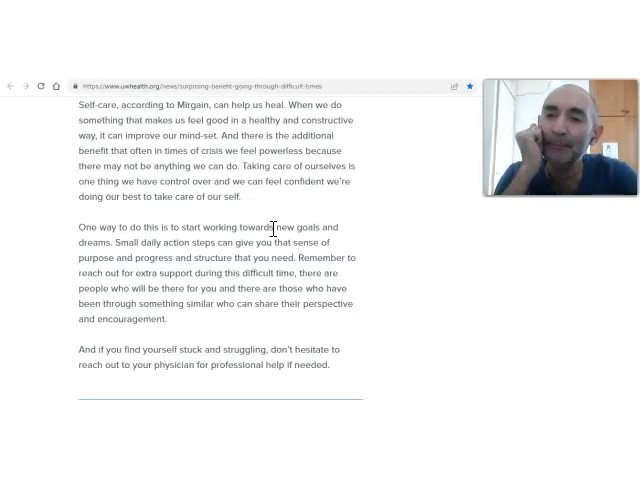 https://www.uwhealth.org/news/surprising-benefit-going-through-difficult-times
Self-care, according to Mirgain, can help us heal. When we do
something that makes us feel good in a healthy and constructive
way, it can improve our mind-set. And there is the additional
benefit that often in times of crisis we feel powerless because
there may not be anything we can do. Taking care of ourselves is
one thing we have control over and we can feel confident we're
doing our best to take care of our self.
One way to do this is to start working towards new goals and
dreams. Small daily action steps can give you that sense of
purpose and progress and structure that you need. Remember to
reach out for extra support during this difficult time, there are
people who will be there for you and there are those who have
been through something similar who can share their perspective
and encouragement.
And if you find yourself stuck and struggling, don't hesitate to
reach out to your physician for professional help if needed.